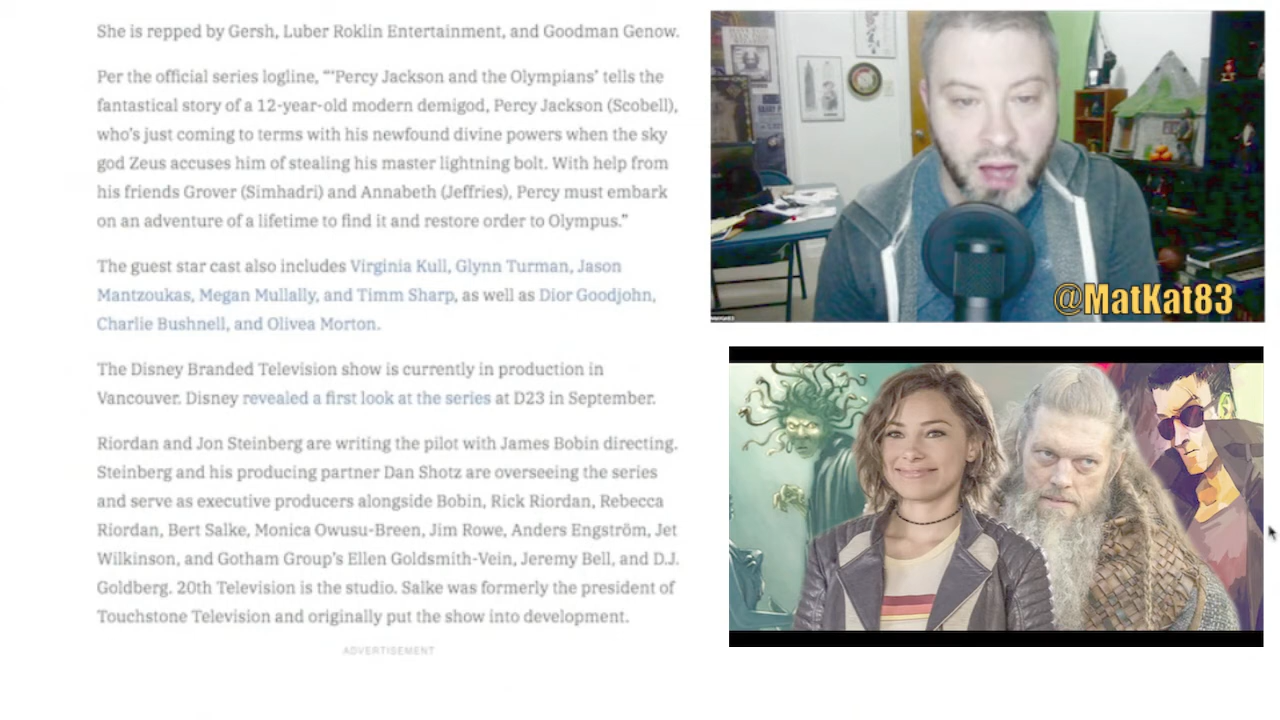 She is repped by Gersh, Luber Roklin Entertainment, and Goodman Genow.
Per the official series logline, “‘Percy Jackson and the Olympians’ tells the
fantastical story of a 12-year-old modern demigod, Percy Jackson (Scobell),
who’s just coming to terms with his newfound divine powers when the sky
god Zeus accuses him of stealing his master lightning bolt. With help from
his friends Grover (Simhadri) and Annabeth (Jeffries), Percy must embark
on an adventure of a lifetime to find it and restore order to Olympus.”
The guest star cast also includes Virginia Kull, Glynn Turman, Jason
Mantzoukas, Megan Mullally, and Timm Sharp, as well as Dior Goodjohn,
Charlie Bushnell, and Olivea Morton.
The Disney Branded Television show is currently in production in
Vancouver. Disney revealed a first look at the series at D23 in September.
Riordan and Jon Steinberg are writing the pilot with James Bobin directing.
Steinberg and his producing partner Dan Shotz are overseeing the series
and serve as executive producers alongside Bobin, Rick Riordan, Rebecca
Riordan, Bert Salke, Monica Owusu-Breen, Jim Rowe, Anders Engström, Jet
Wilkinson, and Gotham Group’s Ellen Goldsmith-Vein, Jeremy Bell, and D.J.
Goldberg. 20th Television is the studio. Salke was formerly the president of
Touchstone Television and originally put the show into development.
ADVERTISEMENT
@MatKat83